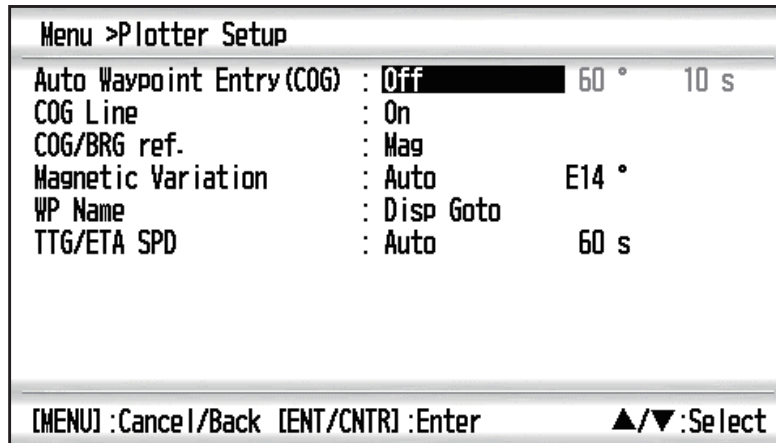 Menu >Plotter Setup
Auto Waypoint Entry(COG) : Off 60 ° 10 s
COG Line : On
COG/BRG ref. : Mag
Magnetic Variation : Auto E14 °
WP Name : Disp Goto
TTG/ETA SPD : Auto 60 s
[MENU]:Cancel/Back [ENT/CNTR]:Enter ▲/▼:Select